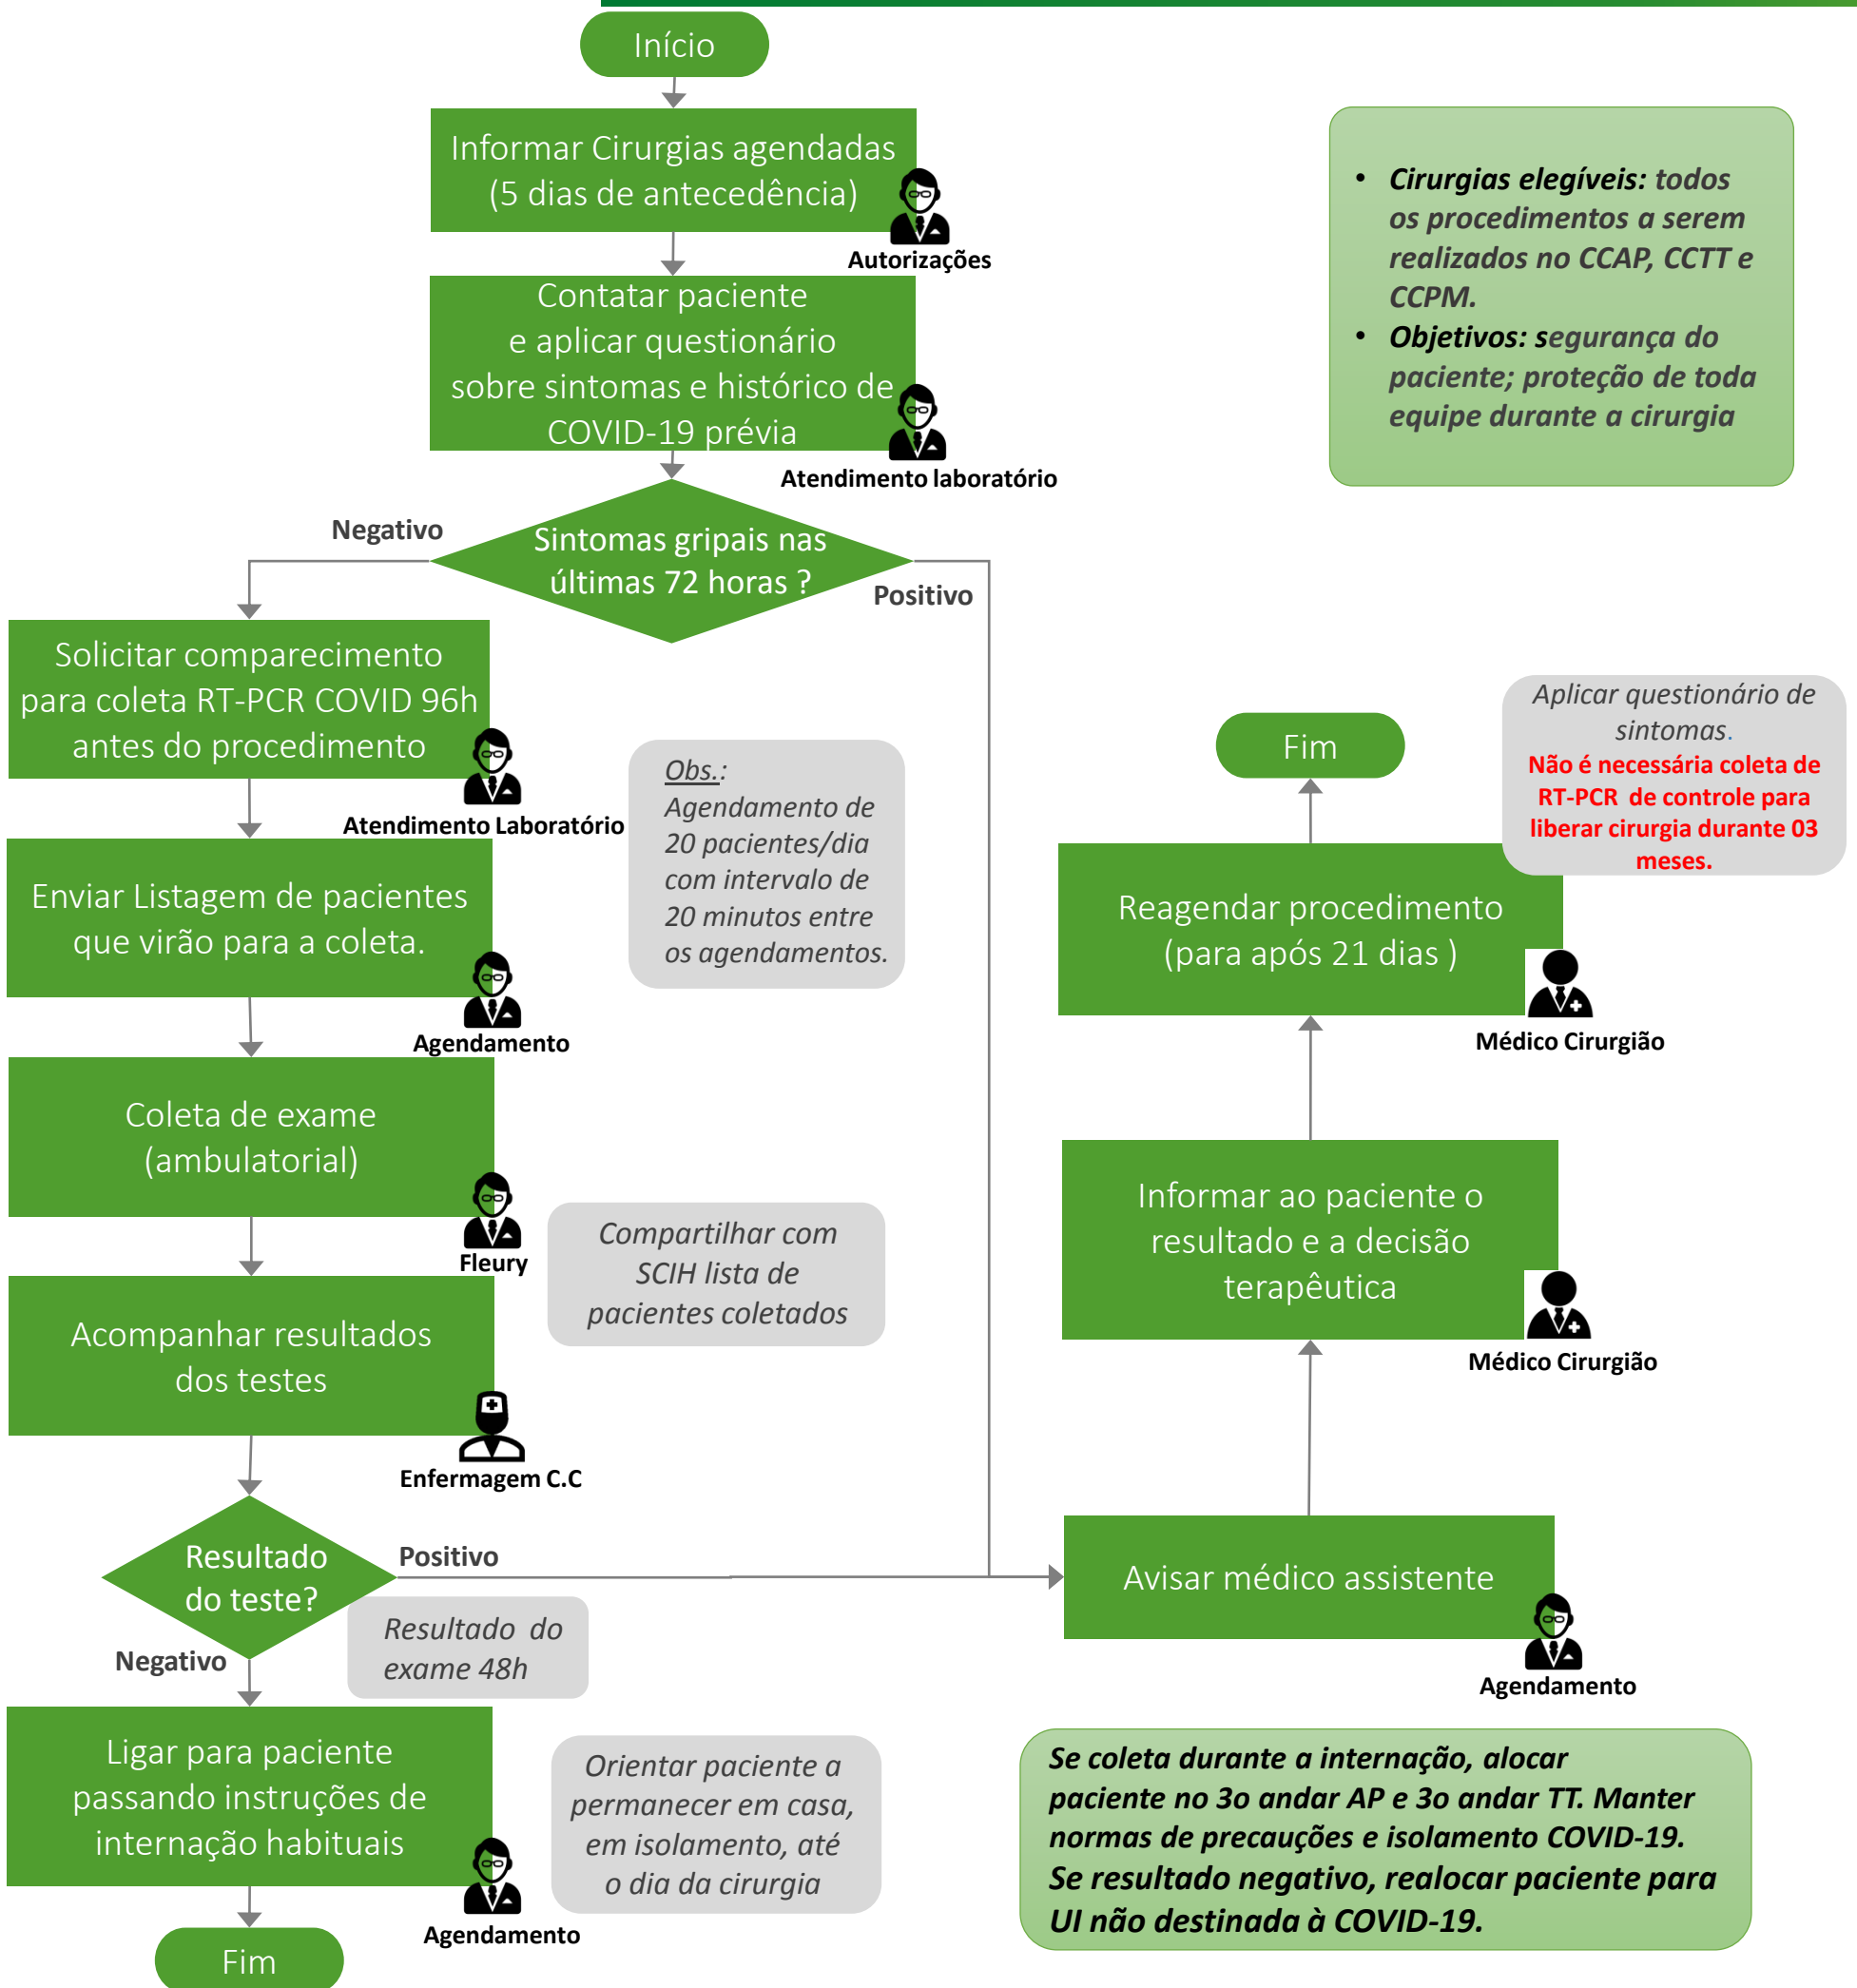 Início
Informar Cirurgias agendadas
(5 dias de antecedência)
Autorizações
Contatar paciente
e aplicar questionário
sobre sintomas e histórico de
COVID-19 prévia
Atendimento laboratório
• Cirurgias elegíveis: todos
os procedimentos a serem
realizados no CCAP, CCTT e
CCPM.
• Objetivos: segurança do
paciente; proteção de toda
equipe durante a cirurgia
Sintomas gripais nas
últimas 72 horas ?
Negativo
Positivo
Solicitar comparecimento
para coleta RT-PCR COVID 96h
antes do procedimento
Atendimento Laboratório
Obs.:
Agendamento de
20 pacientes/dia
com intervalo de
20 minutos entre
os agendamentos.
Enviar Listagem de pacientes
que virão para a coleta.
Agendamento
Coleta de exame
(ambulatorial)
Fleury
Compartilhar com
SCIH lista de
pacientes coletados
Acompanhar resultados
dos testes
Enfermagem C.C
Resultado
do teste?
Positivo
Resultado do
exame 48h
Negativo
Ligar para paciente
passando instruções de
internação habituais
Agendamento
Orientar paciente a
permanecer em casa,
em isolamento, até
o dia da cirurgia
Fim
Fim
Aplicar questionário de
sintomas.
Não é necessária coleta de
RT-PCR de controle para
liberar cirurgia durante 03
meses.
Reagendar procedimento
(para após 21 dias )
Médico Cirurgião
Informar ao paciente o
resultado e a decisão
terapêutica
Médico Cirurgião
Avisar médico assistente
Agendamento
Se coleta durante a internação, alocar
paciente no 3o andar AP e 3o andar TT. Manter
normas de precauções e isolamento COVID-19.
Se resultado negativo, realocar paciente para
UI não destinada à COVID-19.